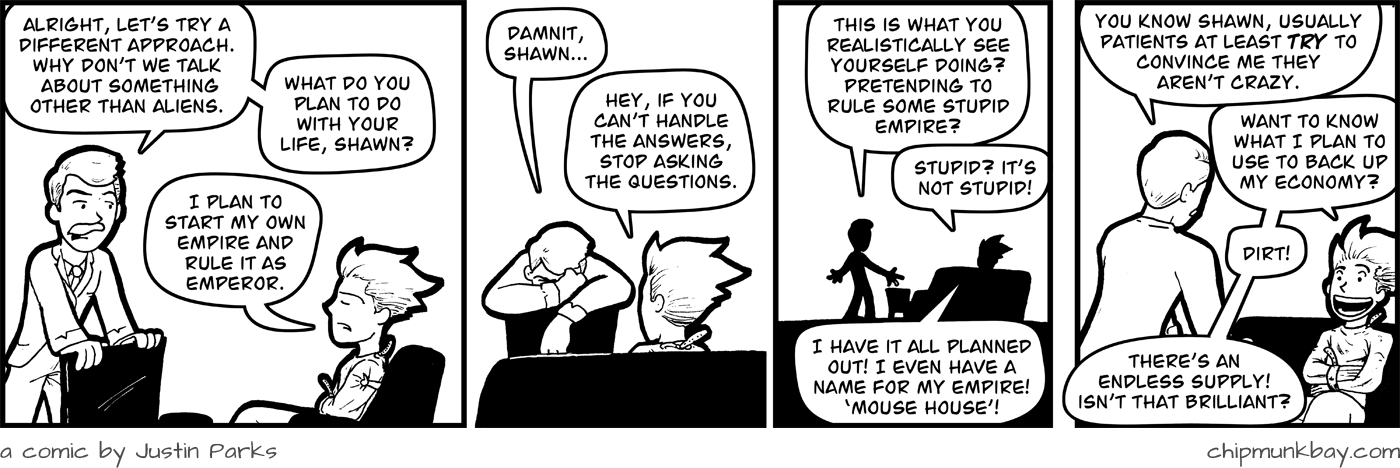 ALRIGHT, LET'S TRY A
DIFFERENT APPROACH.
WHY DON'T WE TALK
ABOUT SOMETHING
OTHER THAN ALIENS.
WHAT DO YOU
PLAN TO DO
WITH YOUR
LIFE, SHAWN?
I PLAN TO
START MY OWN
EMPIRE AND
RULE IT AS
EMPEROR.
DAMNIT,
SHAWN...
HEY, IF YOU
CAN'T HANDLE
THE ANSWERS,
STOP ASKING
THE QUESTIONS.
THIS IS WHAT YOU
REALISTICALLY SEE
YOURSELF DOING?
PRETENDING TO
RULE SOME STUPID
EMPIRE?
STUPID? IT'S
NOT STUPID!
I HAVE IT ALL PLANNED
OUT! I EVEN HAVE A
NAME FOR MY EMPIRE!
'MOUSE HOUSE'!
YOU KNOW SHAWN, USUALLY
PATIENTS AT LEAST TRY TO
CONVINCE ME THEY
AREN'T CRAZY.
WANT TO KNOW
WHAT I PLAN TO
USE TO BACK UP
MY ECONOMY?
DIRT!
THERE'S AN
ENDLESS SUPPLY!
ISN'T THAT BRILLIANT?
a comic by Justin Parks
chipmunkbay.com